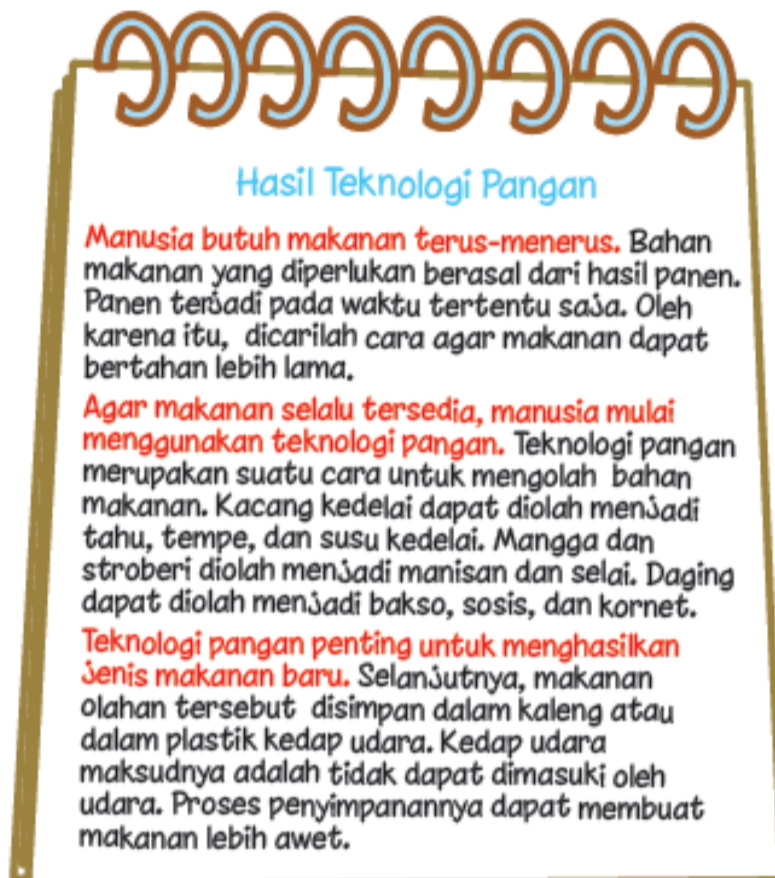 Hasil Teknologi Pangan
Manusia butuh makanan terus-menerus. Bahan
makanan yang diperlukan berasal dari hasil panen.
Panen terjadi pada waktu tertentu saja. Oleh
karena itu, dicarilah cara agar makanan dapat
bertahan lebih lama.
Agar makanan selalu tersedia, manusia mulai
menggunakan teknologi pangan. Teknologi pangan
merupakan suatu cara untuk mengolah bahan
makanan. Kacang kedelai dapat diolah menjadi
tahu, tempe, dan susu kedelai. Mangga dan
stroberi diolah menjadi manisan dan selai. Daging
dapat diolah menjadi bakso, sosis, dan kornet.
Teknologi pangan penting untuk menghasilkan
jenis makanan baru. Selanjutnya, makanan
olahan tersebut disimpan dalam kaleng atau
dalam plastik kedap udara. Kedap udara
maksudnya adalah tidak dapat dimasuki oleh
udara. Proses penyimpanannya dapat membuat
makanan lebih awet.